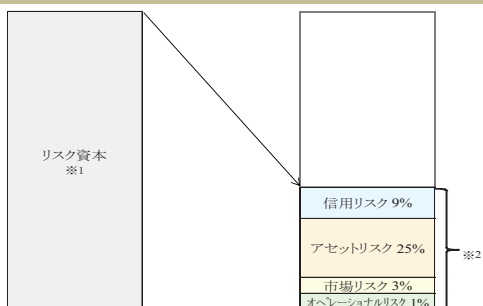 リスク資本
※1
信用リスク 9%
アセットリスク 25%
※2
市場リスク 3%
オペレーショナルリスク 1%